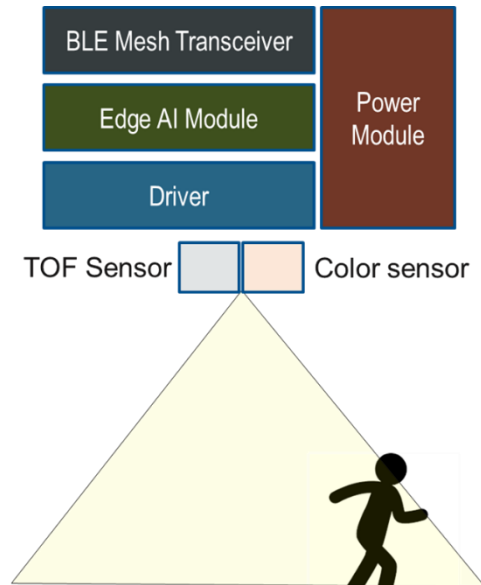 BLE Mesh Transceiver
Edge AI Module
Power
Module
Driver
TOF Sensor
Color sensor